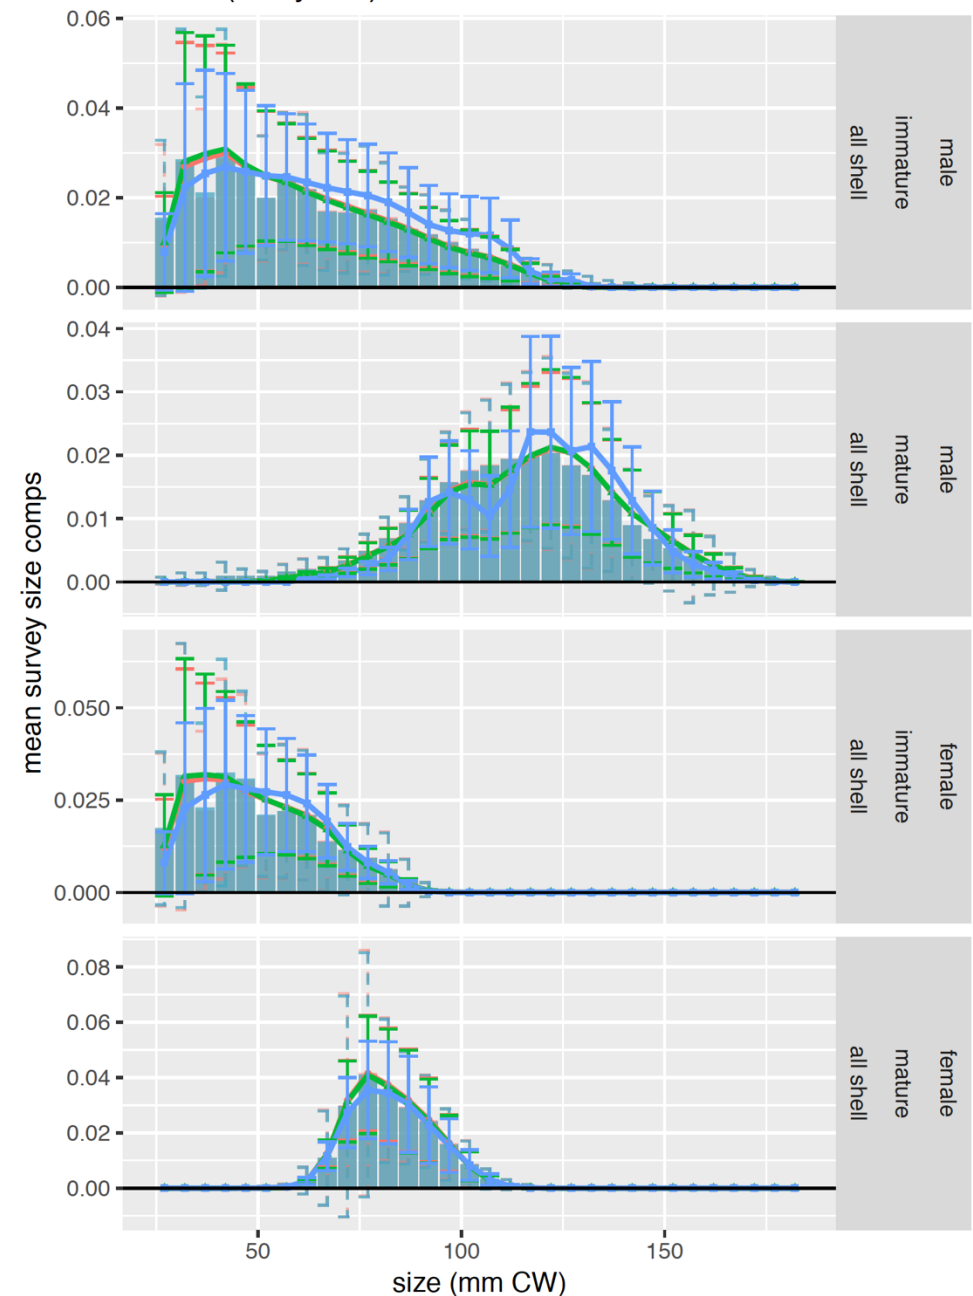 0.06
0.04
0.02
0.00
male
immature
all shell
0.04
0.03
0.02
0.01
0.00
male
mature
all shell
mean survey size comps
0.050
0.025
0.000
female
immature
all shell
0.08
0.06
0.04
0.02
0.00
female
mature
all shell
50 100 150
size (mm CW)